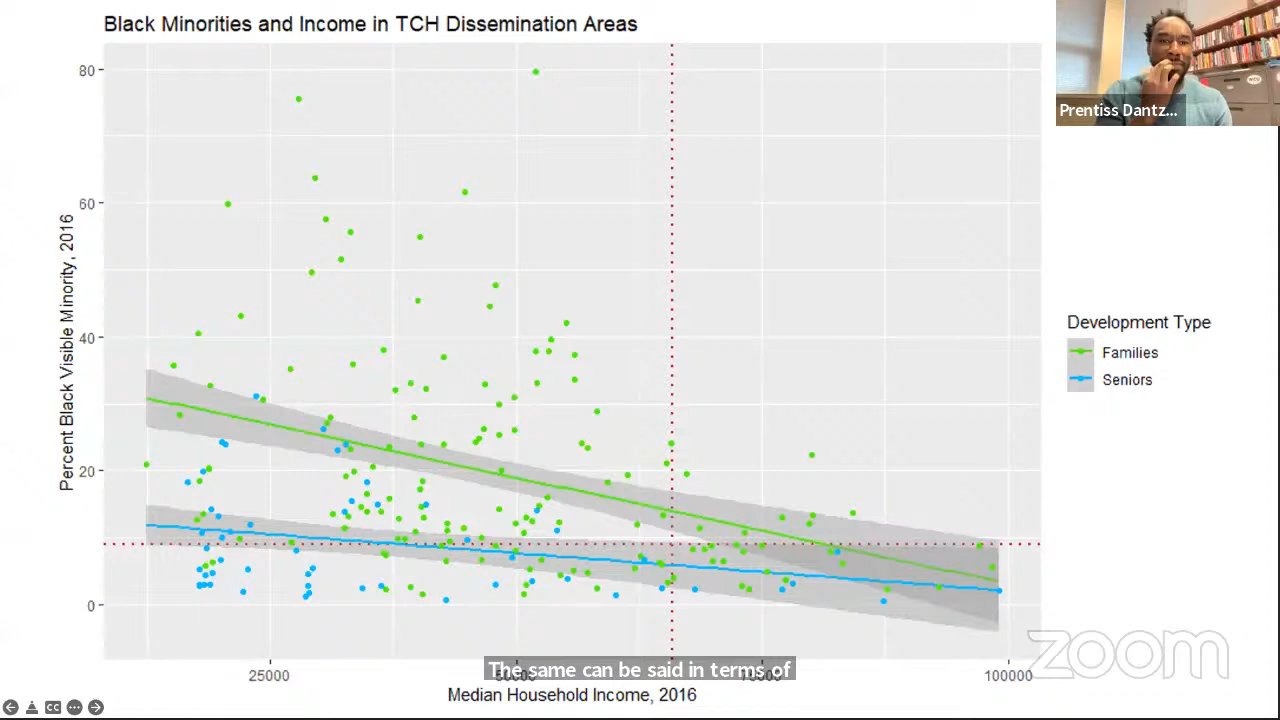 Black Minorities and Income in TCH Dissemination Areas
Prentiss Dantz...
80
60
40
20
0
Percent Black Visible Minority, 2016
Development Type
Families
Seniors
zoom
The same can be said in terms of
25000
100000
Median Household Income, 2016
CC